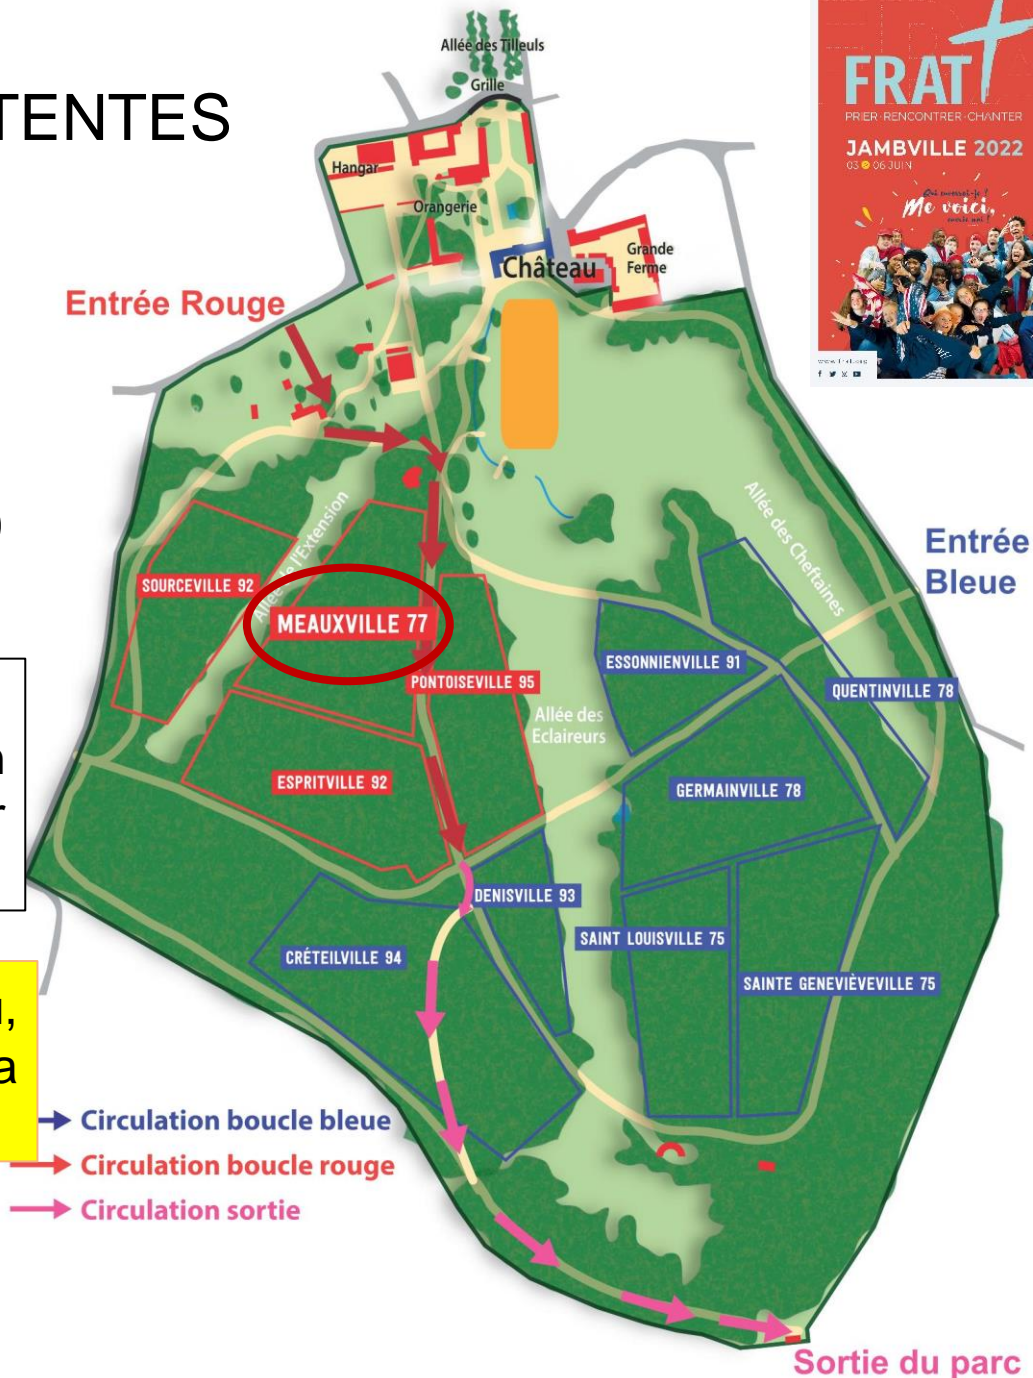 TENTES
Allée des Tilleuls
Grille
Hangar
Orangerie
Château
Grande
Ferme
FRAT
PRIER · RENCONTRER · CHANTER
JAMBVILLE 2022
03 06 JUIN
Me voici,
Entrée Rouge
)
Allée de l'Extension
Allée des Cheftaines
Entrée
Bleue
SOURCEVILLE 92
MEAUXVILLE 77
PONTOISEVILLE 95
ESSONNIENVILLE 91
QUENTINVILLE 78
Allée des
Eclaireurs
ESPRITVILLE 92
GERMAINVILLE 78
DENISVILLE 93
CRÉTEILVILLE 94
SAINT LOUISVILLE 75
SAINTE GENEVIÈVEVILLE 75
a
Circulation boucle bleue
Circulation boucle rouge
Circulation sortie
Sortie du parc